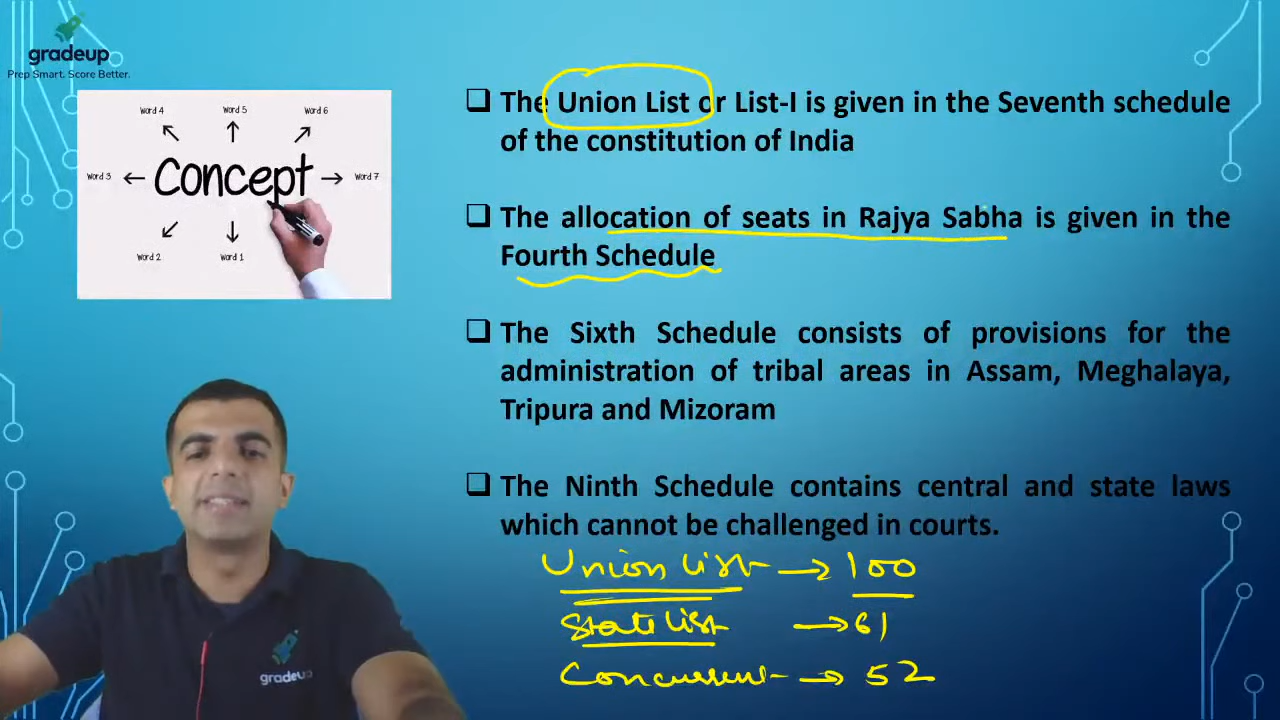 gradeup
Prep Smart. Score Better.
Word 4 Word 5 Word 6
Word 3 Concept Word 7
Word 2 Word 1
The Union List or List-I is given in the Seventh schedule
of the constitution of India
The allocation of seats in Rajya Sabha is given in the
Fourth Schedule
The Sixth Schedule consists of provisions for the
administration of tribal areas in Assam, Meghalaya,
Tripura and Mizoram
The Ninth Schedule contains central and state laws
which cannot be challenged in courts.
Union List → 100
State List → 61
Concurrent → 52
gradeup